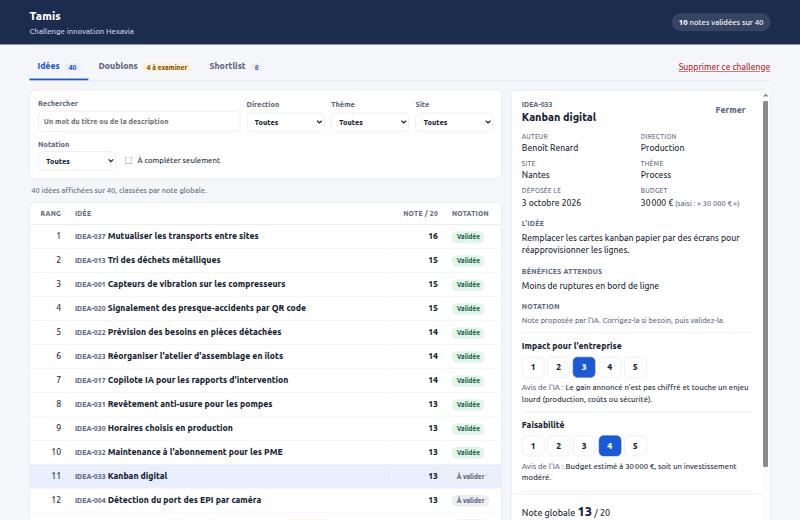 Tamis
Challenge innovation Hexavia
10 notes validées sur 40
Idées 40
Doublons 4 à examiner
Shortlist 8
Supprimer ce challenge
Rechercher
Un mot du titre ou de la description
Direction
Toutes
Thème
Toutes
Site
Toutes
Notation
Toutes
À compléter seulement
40 idées affichées sur 40, classées par note globale.
RANG IDÉE NOTE / 20 NOTATION
1 IDEA-037 Mutualiser les transports entre sites 16 Validée
2 IDEA-013 Tri des déchets métalliques 15 Validée
3 IDEA-001 Capteurs de vibration sur les compresseurs 15 Validée
4 IDEA-020 Signalement des presque-accidents par QR code 15 Validée
5 IDEA-022 Prévision des besoins en pièces détachées 14 Validée
6 IDEA-023 Réorganiser l'atelier d'assemblage en îlots 14 Validée
7 IDEA-017 Copilote IA pour les rapports d'intervention 14 Validée
8 IDEA-031 Revêtement anti-usure pour les pompes 13 Validée
9 IDEA-030 Horaires choisis en production 13 Validée
10 IDEA-032 Maintenance à l'abonnement pour les PME 13 Validée
11 IDEA-033 Kanban digital 13 À valider
12 IDEA-004 Détection du port des EPI par caméra 13 À valider
IDEA-033
Kanban digital
Fermer
AUTEUR
Benoît Renard
DIRECTION
Production
SITE
Nantes
THÈME
Process
DÉPOSÉE LE
3 octobre 2026
BUDGET
30 000 € (saisi : « 30 000 € »)
L'IDÉE
Remplacer les cartes kanban papier par des écrans pour
réapprovisionner les lignes.
BÉNÉFICES ATTENDUS
Moins de ruptures en bord de ligne
NOTATION
Note proposée par l'IA. Corrigez-la si besoin, puis validez-la.
Impact pour l'entreprise
1 2 3 4 5
Avis de l'IA : Le gain annoncé n'est pas chiffré et touche un enjeu
lourd (production, coûts ou sécurité).
Faisabilité
1 2 3 4 5
Avis de l'IA : Budget estimé à 30 000 €, soit un investissement
modéré.
Note globale 13 / 20